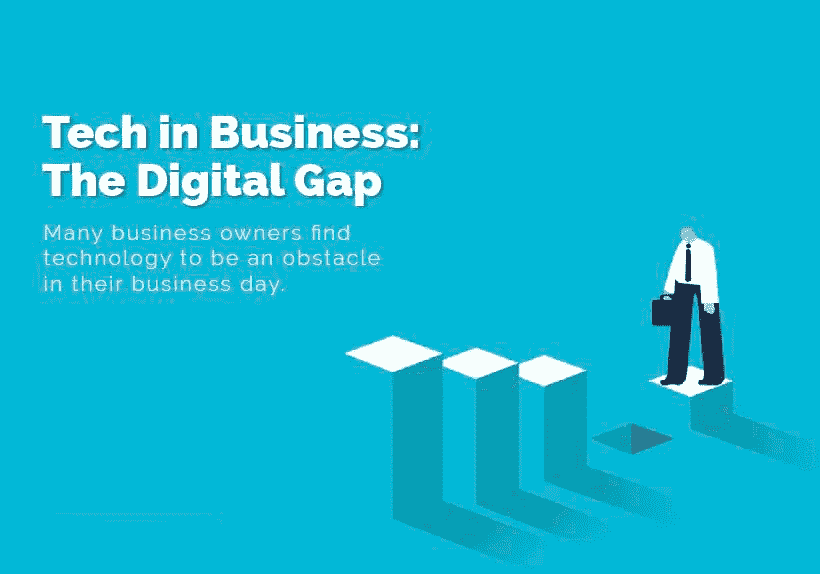 Tech in Business:
The Digital Gap
Many business owners find
technology to be an obstacle
in their business day.